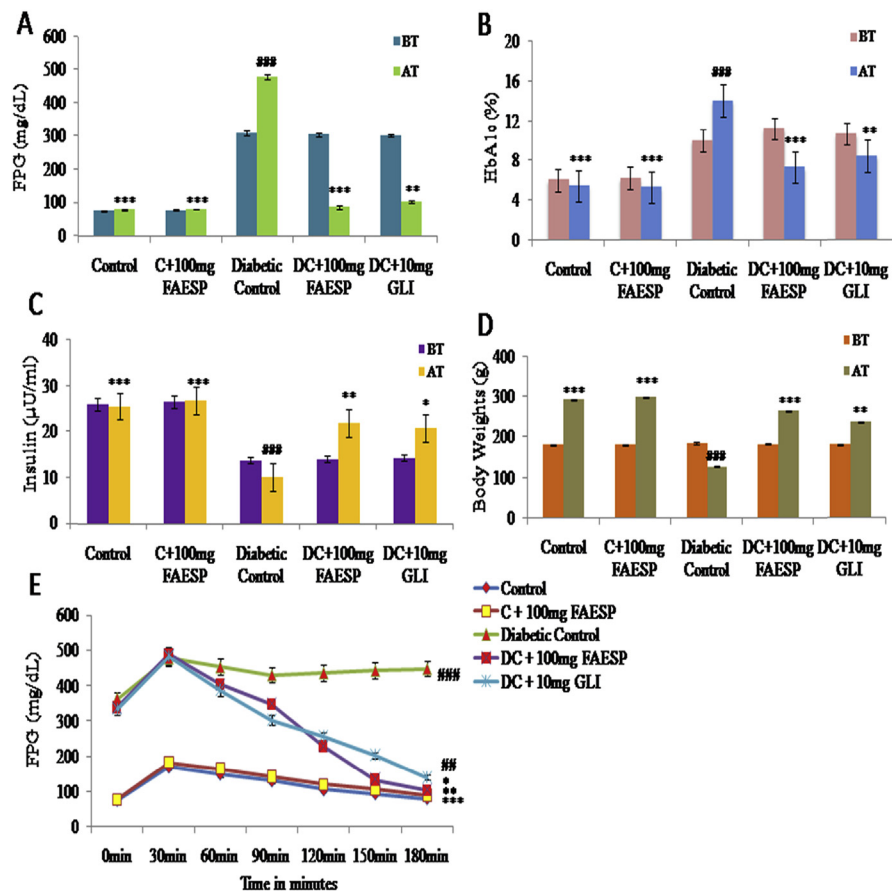 A
600
500
400
300
200
100
0
FPG (mg/dL)
BT
AT
***
***
###
***
**
Control
C+100mg
FAESP
Diabetic
Control
DC+100mg
FAESP
DC+10mg
GLI
B
20
16
12
8
4
0
HbA1c (%)
BT
AT
***
***
###
***
**
Control
C+100mg
FAESP
Diabetic
Control
DC+100mg
FAESP
DC+10mg
GLI
C
40
30
20
10
0
Insulin (µU/ml)
BT
AT
***
***
###
**
*
Control
C+100mg
FAESP
Diabetic
Control
DC+100mg
FAESP
DC+10mg
GLI
D
400
300
200
100
0
Body Weights (g)
BT
AT
***
***
###
***
**
Control
C+100mg
FAESP
Diabetic
Control
DC+100mg
FAESP
DC+10mg
GLI
E
600
500
400
300
200
100
0
FPG (mg/dL)
###
##
*
**
***
0min
30min
60min
90min
120min
150min
180min
Time in minutes
Control
C + 100mg FAESP
Diabetic Control
DC + 100mg FAESP
DC + 10mg GLI